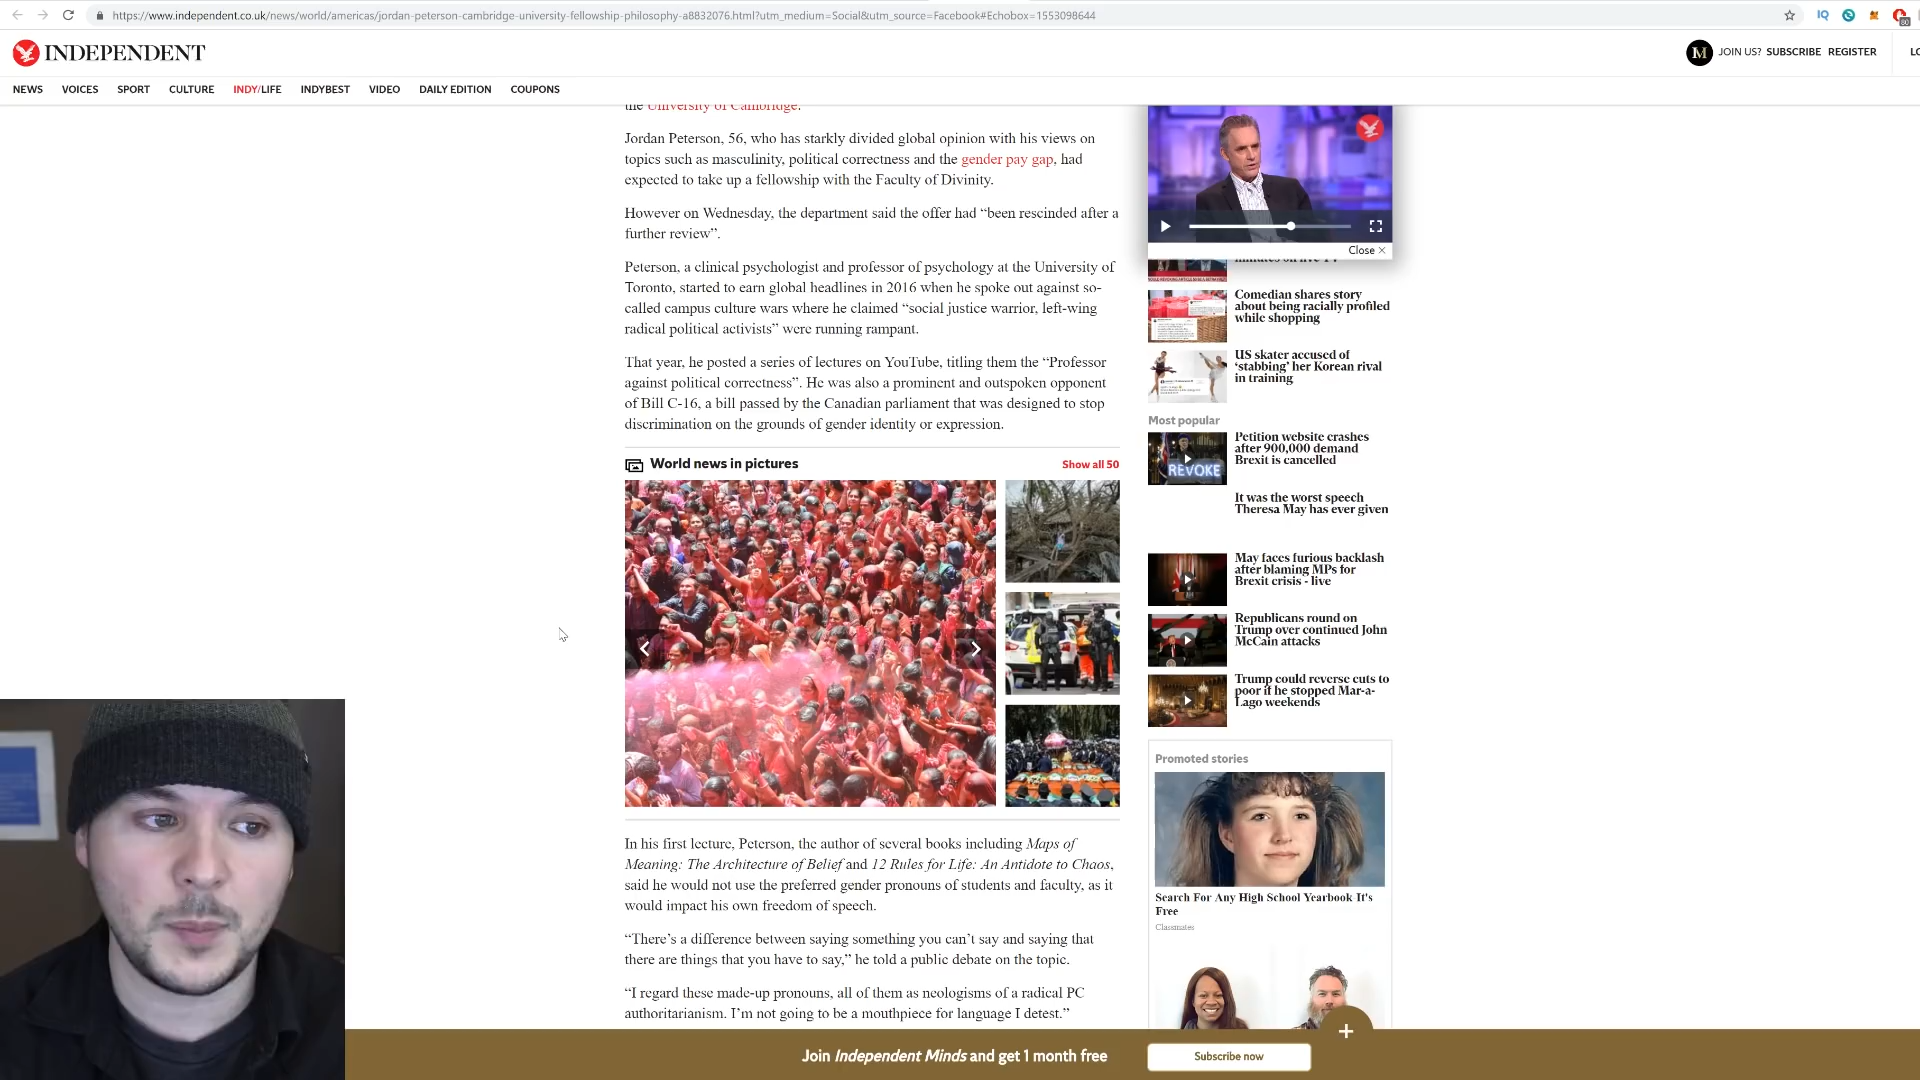 https://www.independent.co.uk/news/world/americas/jordan-peterson-cambridge-university-fellowship-philosophy-a8832076.html?utm_medium=Social&utm_source=Facebook#Echobox=1553098644
IQ
80
INDEPENDENT
JOIN US? SUBSCRIBE REGISTER
NEWS VOICES SPORT CULTURE INDY/LIFE INDYBEST VIDEO DAILY EDITION COUPONS
the University of Cambridge.
Jordan Peterson, 56, who has starkly divided global opinion with his views on
topics such as masculinity, political correctness and the gender pay gap, had
expected to take up a fellowship with the Faculty of Divinity.
However on Wednesday, the department said the offer had “been rescinded after a
further review”.
Peterson, a clinical psychologist and professor of psychology at the University of
Toronto, started to earn global headlines in 2016 when he spoke out against so-
called campus culture wars where he claimed “social justice warrior, left-wing
radical political activists” were running rampant.
That year, he posted a series of lectures on YouTube, titling them the “Professor
against political correctness”. He was also a prominent and outspoken opponent
of Bill C-16, a bill passed by the Canadian parliament that was designed to stop
discrimination on the grounds of gender identity or expression.
World news in pictures
Show all 50
In his first lecture, Peterson, the author of several books including Maps of
Meaning: The Architecture of Belief and 12 Rules for Life: An Antidote to Chaos,
said he would not use the preferred gender pronouns of students and faculty, as it
would impact his own freedom of speech.
“There’s a difference between saying something you can’t say and saying that
there are things that you have to say,” he told a public debate on the topic.
“I regard these made-up pronouns, all of them as neologisms of a radical PC
authoritarianism. I’m not going to be a mouthpiece for language I detest.”
Close ×
minutes on live TV
Comedian shares story
about being racially profiled
while shopping
US skater accused of
‘stabbing’ her Korean rival
in training
Most popular
REVOKE
Petition website crashes
after 900,000 demand
Brexit is cancelled
It was the worst speech
Theresa May has ever given
May faces furious backlash
after blaming MPs for
Brexit crisis - live
Republicans round on
Trump over continued John
McCain attacks
Trump could reverse cuts to
poor if he stopped Mar-a-
Lago weekends
Promoted stories
Search For Any High School Yearbook It's
Free
Classmates
+
Join Independent Minds and get 1 month free
Subscribe now